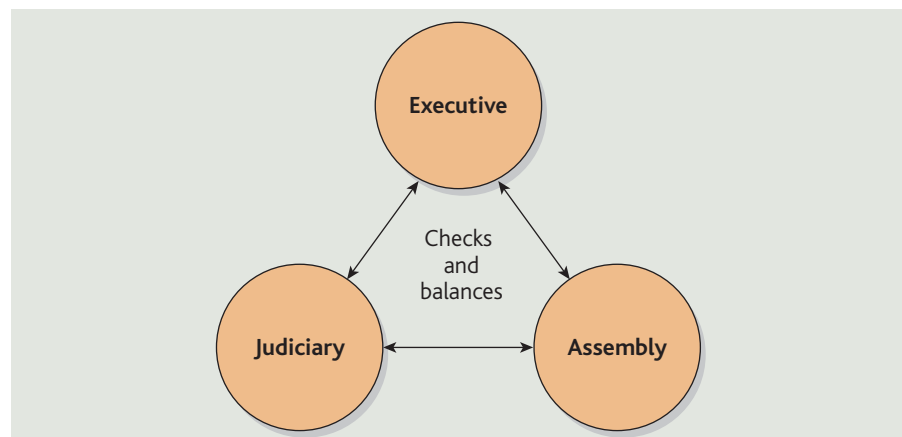 Executive
Checks
and
balances
Judiciary
Assembly